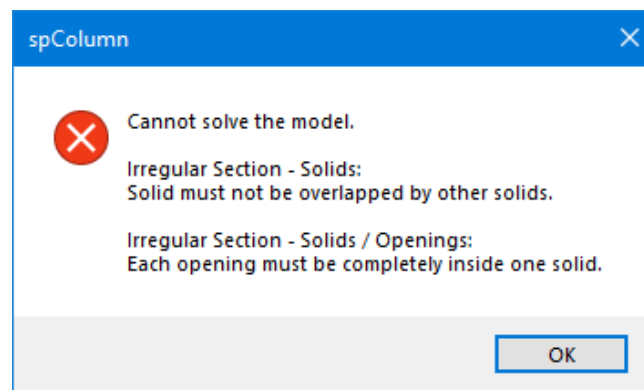 spColumn
Cannot solve the model.
Irregular Section - Solids:
Solid must not be overlapped by other solids.
Irregular Section - Solids / Openings:
Each opening must be completely inside one solid.
OK